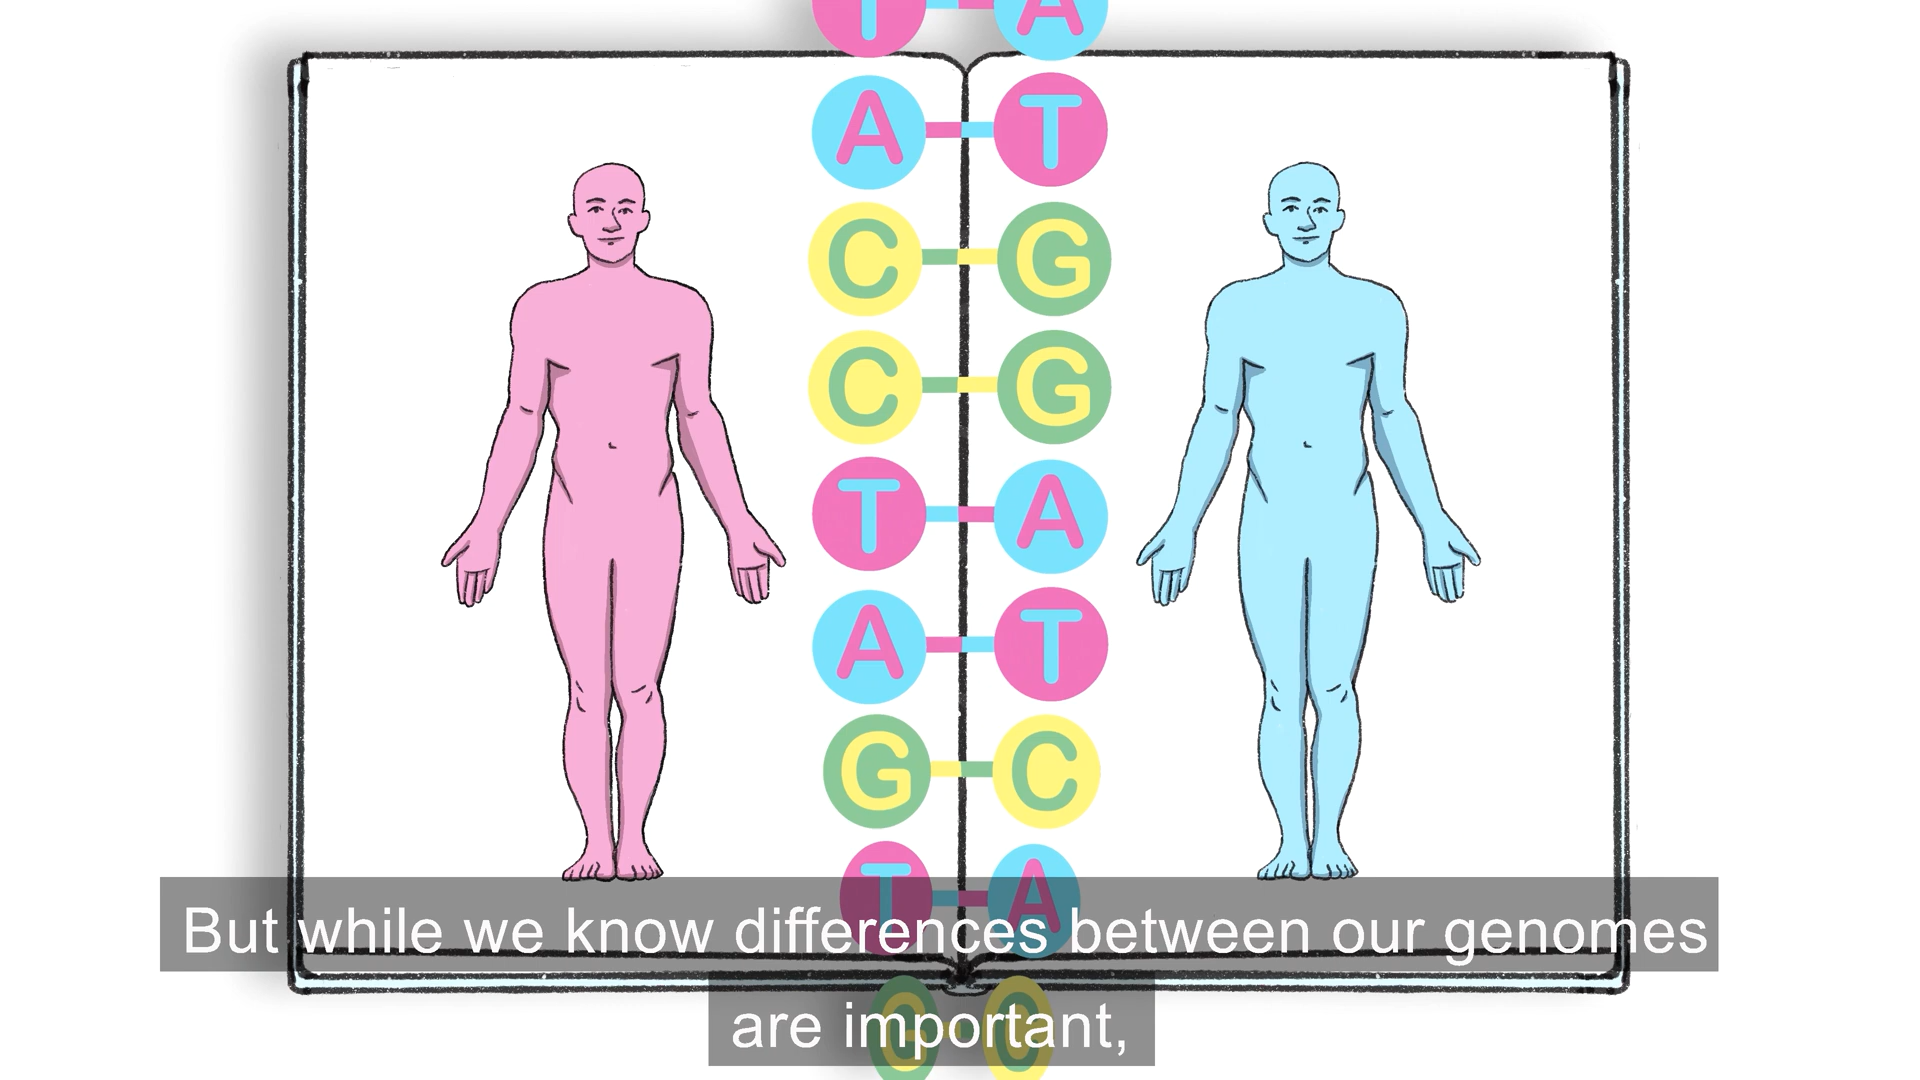 T A
A T
C G
C G
T A
A T
G C
T A
G C
But while we know differences between our genomes
are important,